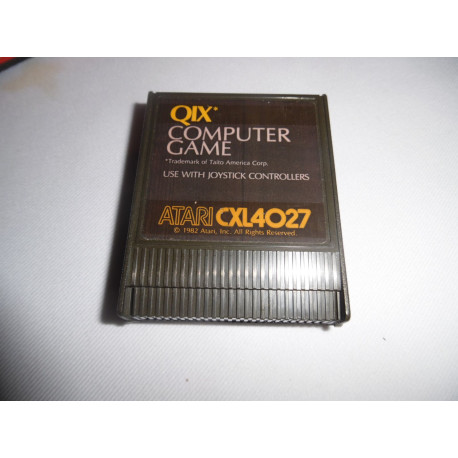 QIX*
COMPUTER
GAME
*Trademark of Taito America Corp.
USE WITH JOYSTICK CONTROLLERS
ATARI CXL4027
© 1982 Atari, Inc. All Rights Reserved